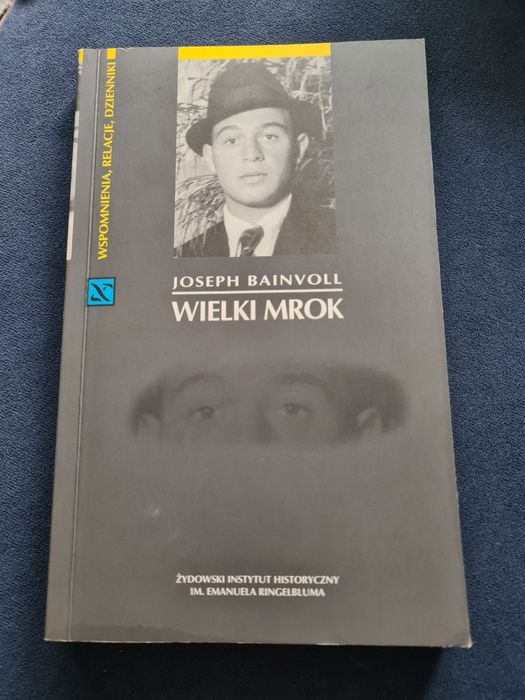 WSPOMNIENIA, RELACJE, DZIENNIKI
א
JOSEPH BAINVOLL
WIELKI MROK
ŻYDOWSKI INSTYTUT HISTORYCZNY
IM. EMANUELA RINGELBLUMA